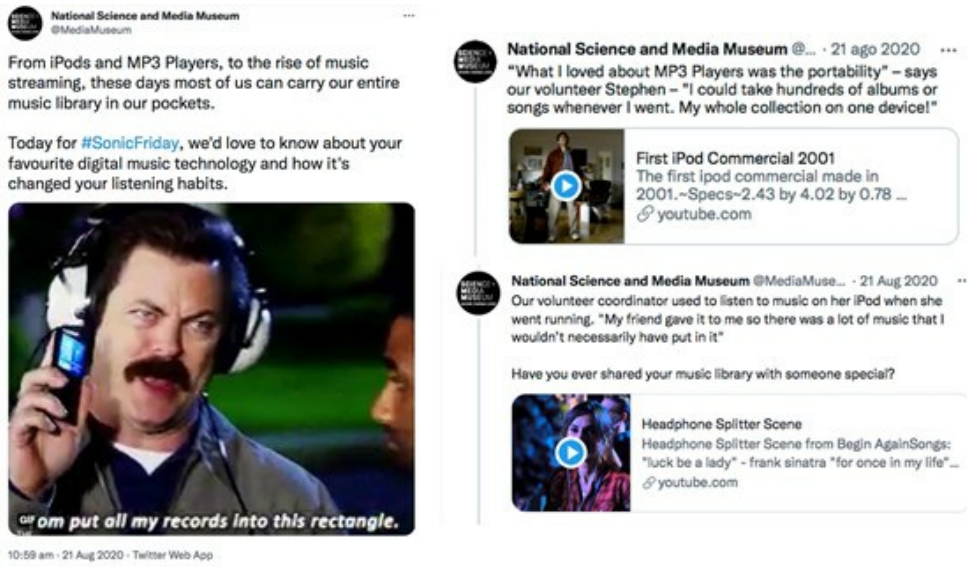 National Science and Media Museum
@MediaMuseum
From iPods and MP3 Players, to the rise of music
streaming, these days most of us can carry our entire
music library in our pockets.
Today for #SonicFriday, we'd love to know about your
favourite digital music technology and how it's
changed your listening habits.
GIF
om put all my records into this rectangle.
10:59 am · 21 Aug 2020 · Twitter Web App
National Science and Media Museum @... · 21 ago 2020 ...
"What I loved about MP3 Players was the portability" – says
our volunteer Stephen – "I could take hundreds of albums or
songs whenever I went. My whole collection on one device!"
First iPod Commercial 2001
The first ipod commercial made in
2001.~Specs~2.43 by 4.02 by 0.78 ...
youtube.com
National Science and Media Museum @MediaMuse... · 21 Aug 2020
Our volunteer coordinator used to listen to music on her iPod when she
went running. "My friend gave it to me so there was a lot of music that I
wouldn't necessarily have put in it"
Have you ever shared your music library with someone special?
Headphone Splitter Scene
Headphone Splitter Scene from Begin AgainSongs:
"luck be a lady" - frank sinatra "for once in my life"...
youtube.com